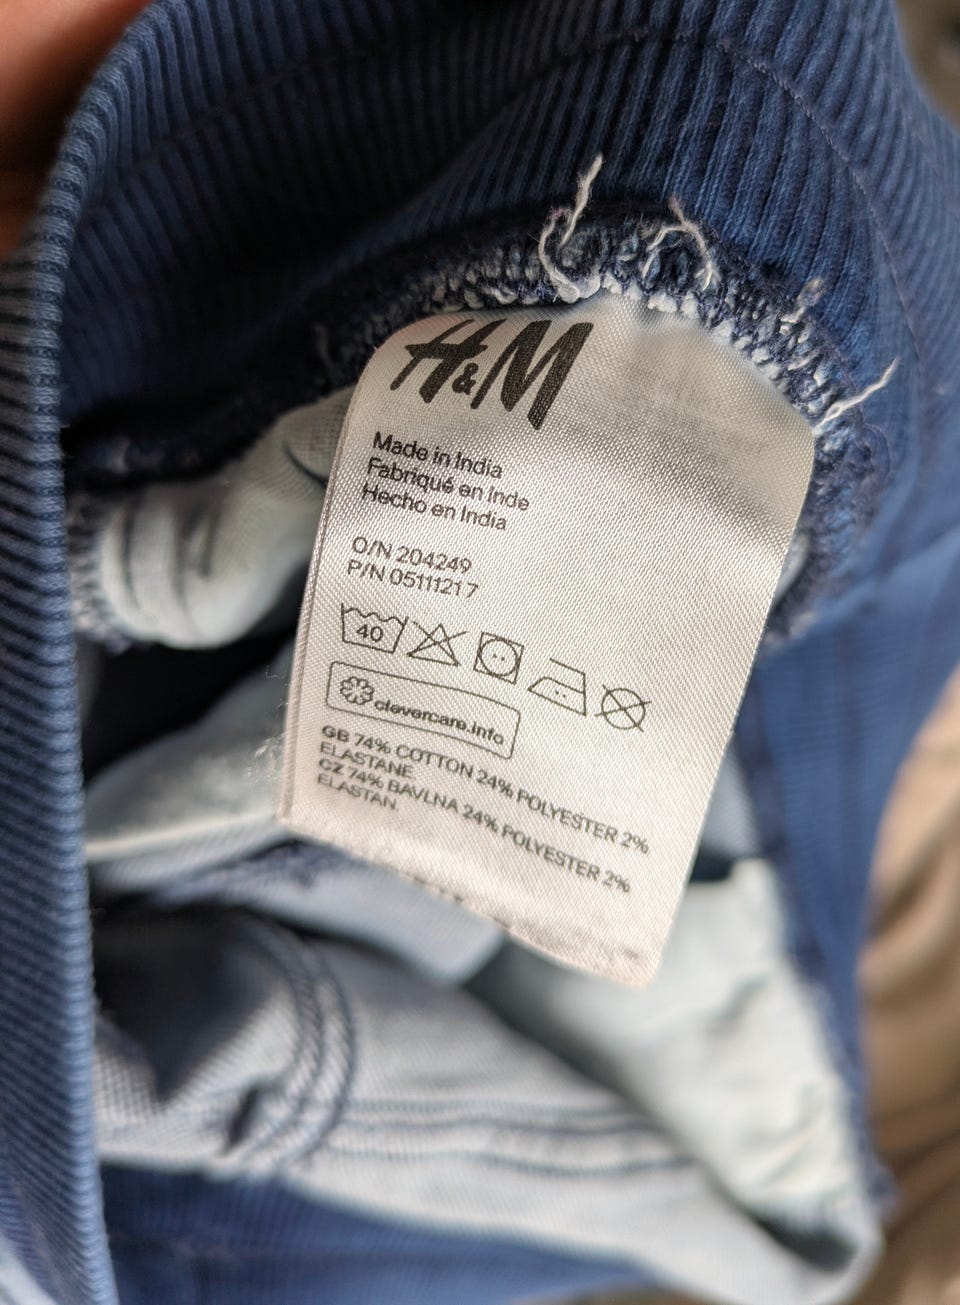 H&M
Made in India
Fabriqué en Inde
Hecho en India
O/N 204249
P/N 05111217
40
clevercare.info
GB 74% COTTON 24% POLYESTER 2%
ELASTANE
CZ 74% BAVLNA 24% POLYESTER 2%
ELASTAN.